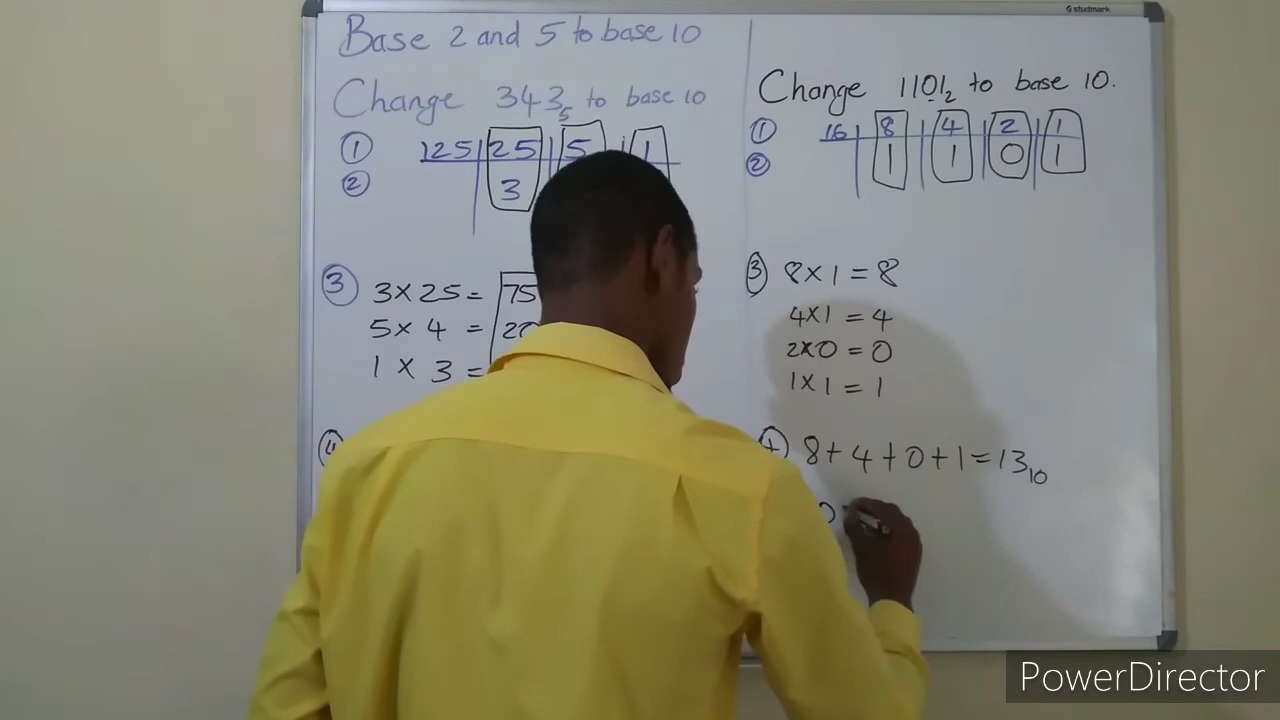 studmark
Base 2 and 5 to base 10
Change 343₅ to base 10
① 125 25 5 1
② 3
③ 3 × 25 = 75
5 × 4 = 20
1 × 3 =
④
Change 1101₂ to base 10.
① 16 8 4 2 1
② 1 1 0 1
③ 8 × 1 = 8
4 × 1 = 4
2 × 0 = 0
1 × 1 = 1
④ 8 + 4 + 0 + 1 = 13₁₀
PowerDirector